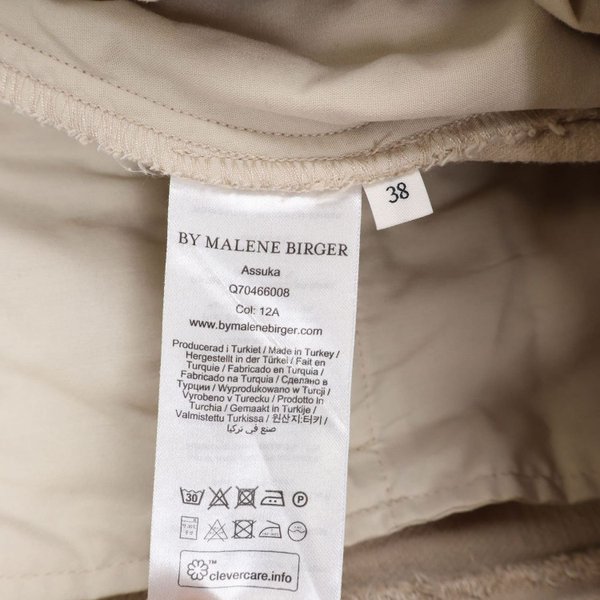 38
BY MALENE BIRGER
Assuka
Q70466008
Col: 12A
www.bymalenebirger.com
Producerad i Turkiet / Made in Turkey /
Hergestellt in der Türkei / Fait en
Turquie / Fabricado en Turquía /
Fabricado na Turquia / Сделано в
Турции / Wyprodukowano w Turcji /
Vyrobeno v Turecku / Prodotto in
Turchia / Gemaakt in Turkije /
Valmistettu Turkissa / 원산지:터키 /
صنع في تركيا
30 P
clevercare.info